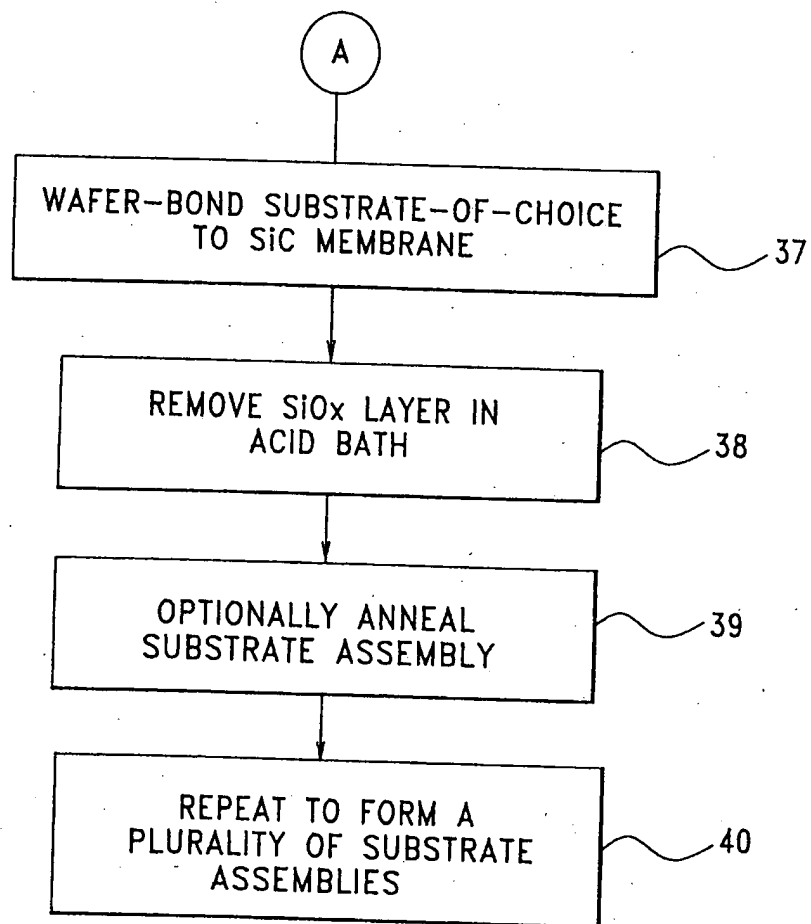 A
WAFER-BOND SUBSTRATE-OF-CHOICE
TO SiC MEMBRANE
37
REMOVE SiOx LAYER IN
ACID BATH
38
OPTIONALLY ANNEAL
SUBSTRATE ASSEMBLY
39
REPEAT TO FORM A
PLURALITY OF SUBSTRATE
ASSEMBLIES
40